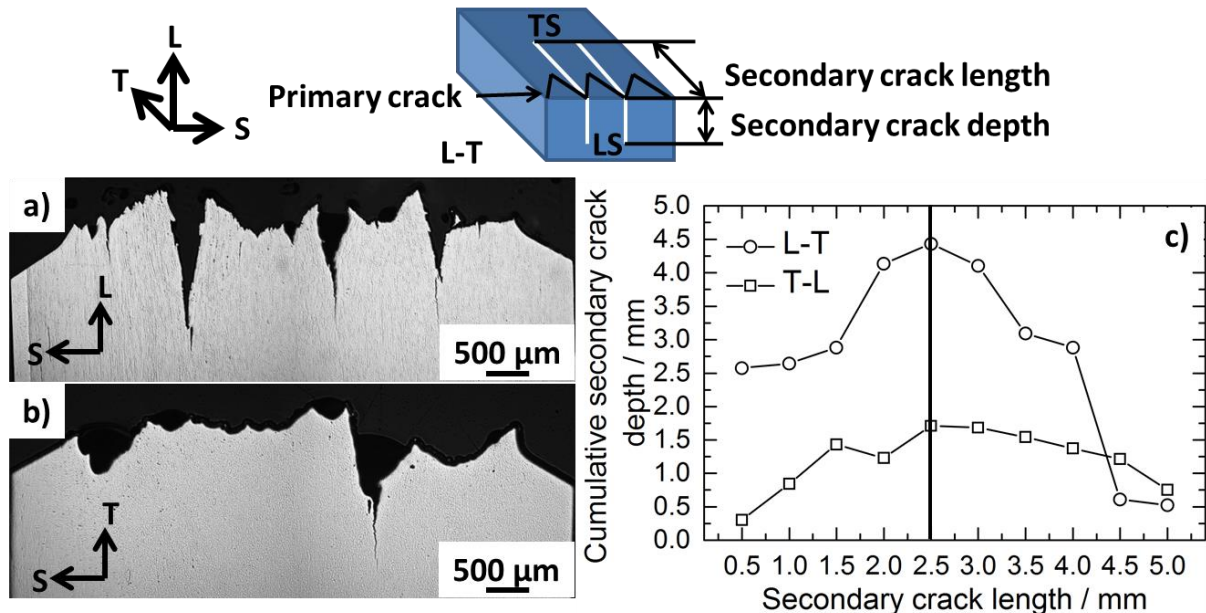 L
T
S
TS
Primary crack
L-T
LS
Secondary crack length
Secondary crack depth
a)
L
S
500 µm
b)
T
S
500 µm
c)
L-T
T-L
Cumulative secondary crack
depth / mm
5.0
4.5
4.0
3.5
3.0
2.5
2.0
1.5
1.0
0.5
0.0
0.5 1.0 1.5 2.0 2.5 3.0 3.5 4.0 4.5 5.0
Secondary crack length / mm